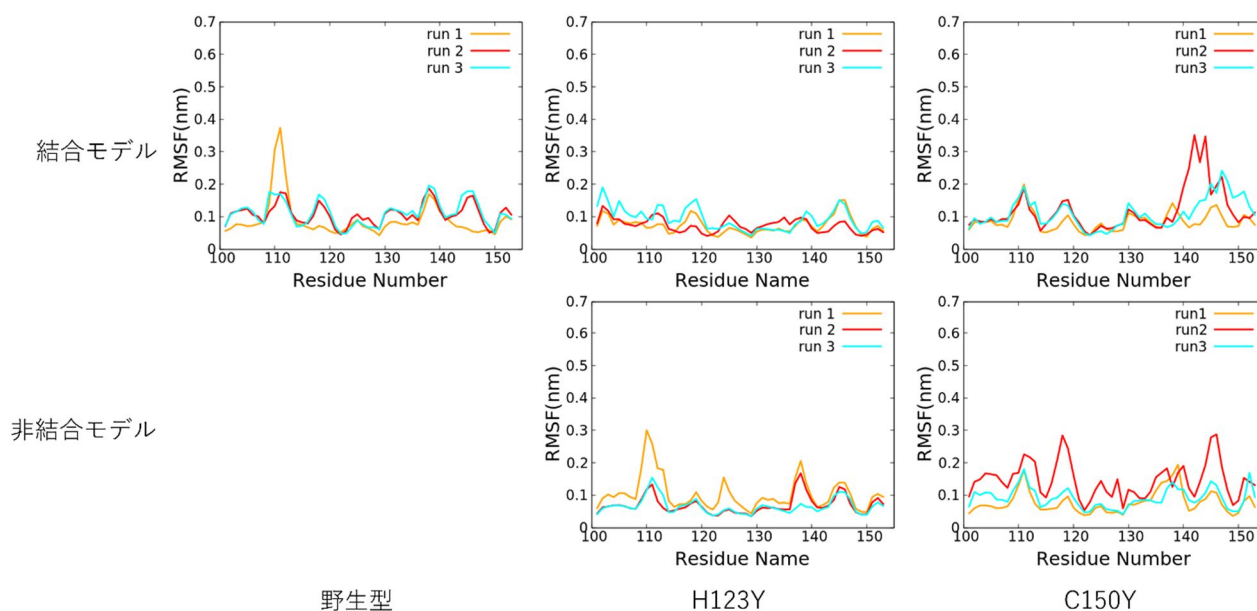 結合モデル
RMSF(nm)
0.7
0.6
0.5
0.4
0.3
0.2
0.1
0
100 110 120 130 140 150
Residue Number
run 1
run 2
run 3
RMSF(nm)
0.7
0.6
0.5
0.4
0.3
0.2
0.1
0
100 110 120 130 140 150
Residue Name
run 1
run 2
run 3
RMSF(nm)
0.7
0.6
0.5
0.4
0.3
0.2
0.1
0
100 110 120 130 140 150
Residue Number
run1
run2
run3
非結合モデル
RMSF(nm)
0.7
0.6
0.5
0.4
0.3
0.2
0.1
0
100 110 120 130 140 150
Residue Name
run 1
run 2
run 3
RMSF(nm)
0.7
0.6
0.5
0.4
0.3
0.2
0.1
0
100 110 120 130 140 150
Residue Number
run1
run2
run3
野生型
H123Y
C150Y